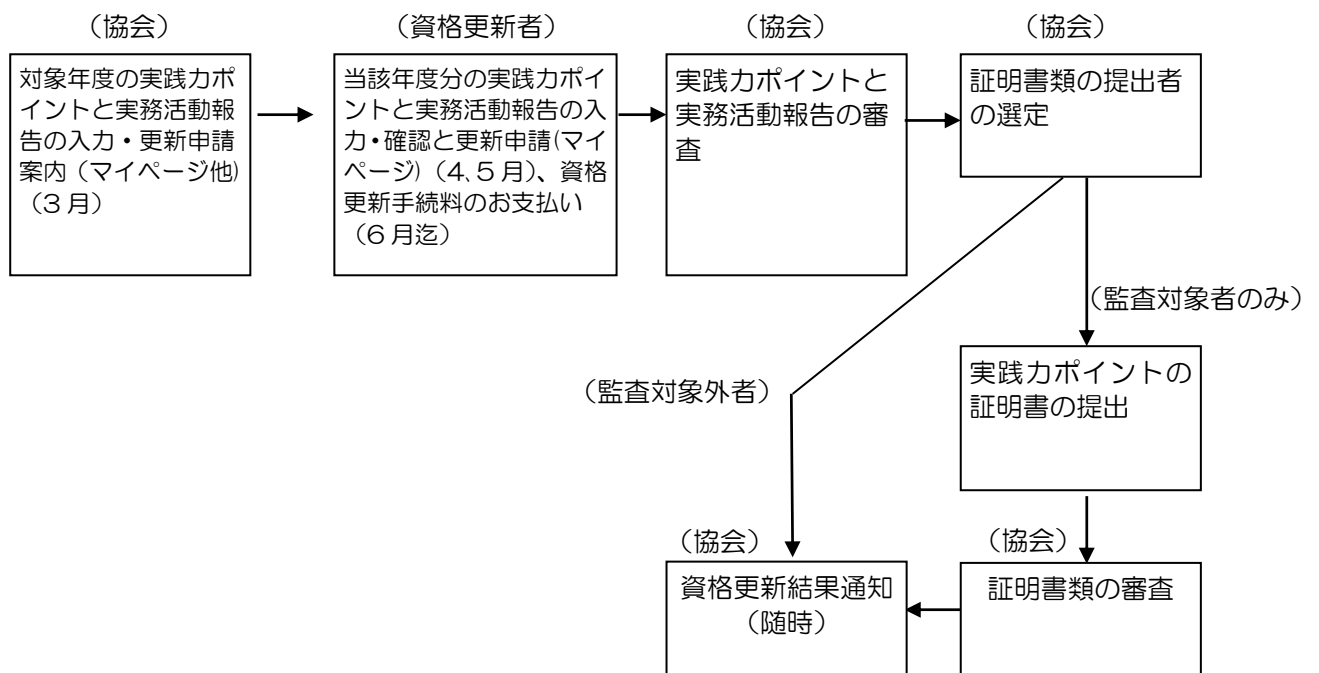 （協会）
対象年度の実践力ポ
イントと実務活動報
告の入力・更新申請
案内（マイページ他)
（3 月）
（資格更新者）
当該年度分の実践力ポイ
ントと実務活動報告の入
力・確認と更新申請(マイ
ページ)（4､5 月）、資格
更新手続料のお支払い
（6 月迄）
（協会）
実践力ポイントと
実務活動報告の審
査
（協会）
証明書類の提出者
の選定
（監査対象者のみ）
実践力ポイントの
証明書の提出
（監査対象外者）
（協会）
証明書類の審査
（協会）
資格更新結果通知
（随時）